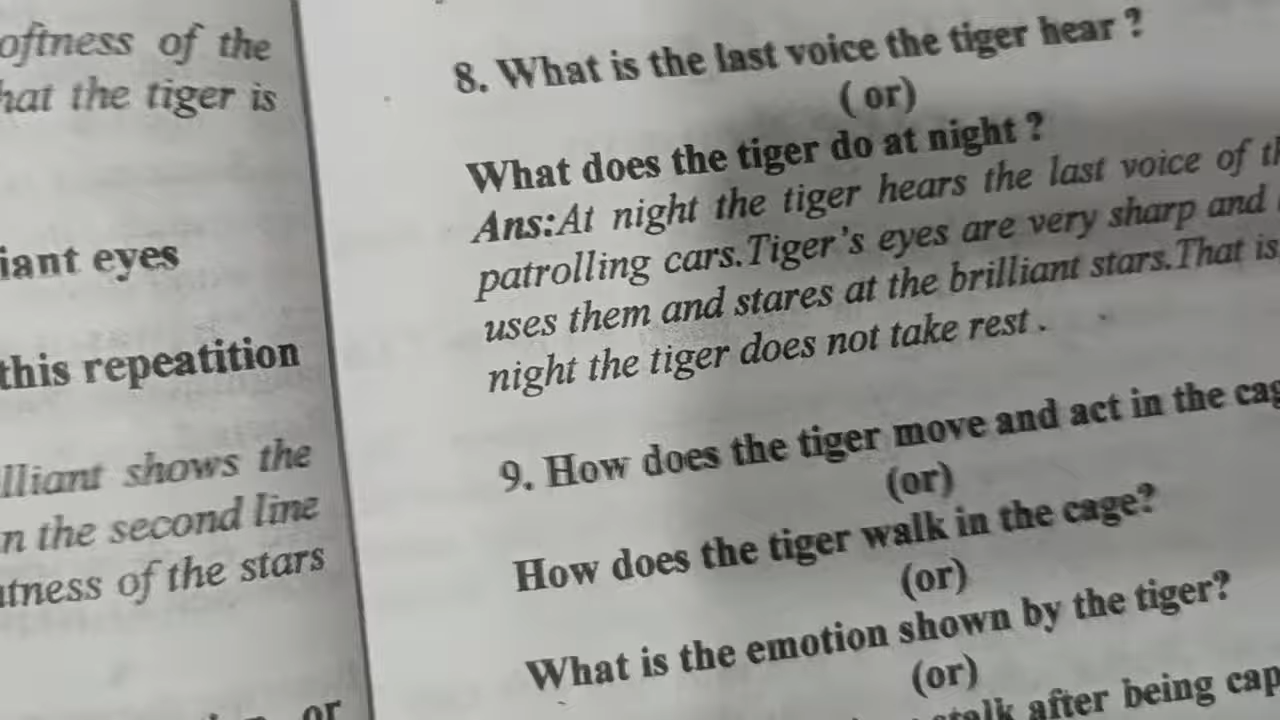 oftness of the
hat the tiger is
iant eyes
this repeatition
lliant shows the
n the second line
tness of the stars
or
8. What is the last voice the tiger hear ?
( or)
What does the tiger do at night ?
Ans:At night the tiger hears the last voice of th
patrolling cars.Tiger's eyes are very sharp and
uses them and stares at the brilliant stars.That is
night the tiger does not take rest .
9. How does the tiger move and act in the cag
(or)
How does the tiger walk in the cage?
(or)
What is the emotion shown by the tiger?
(or)
stalk after being cap